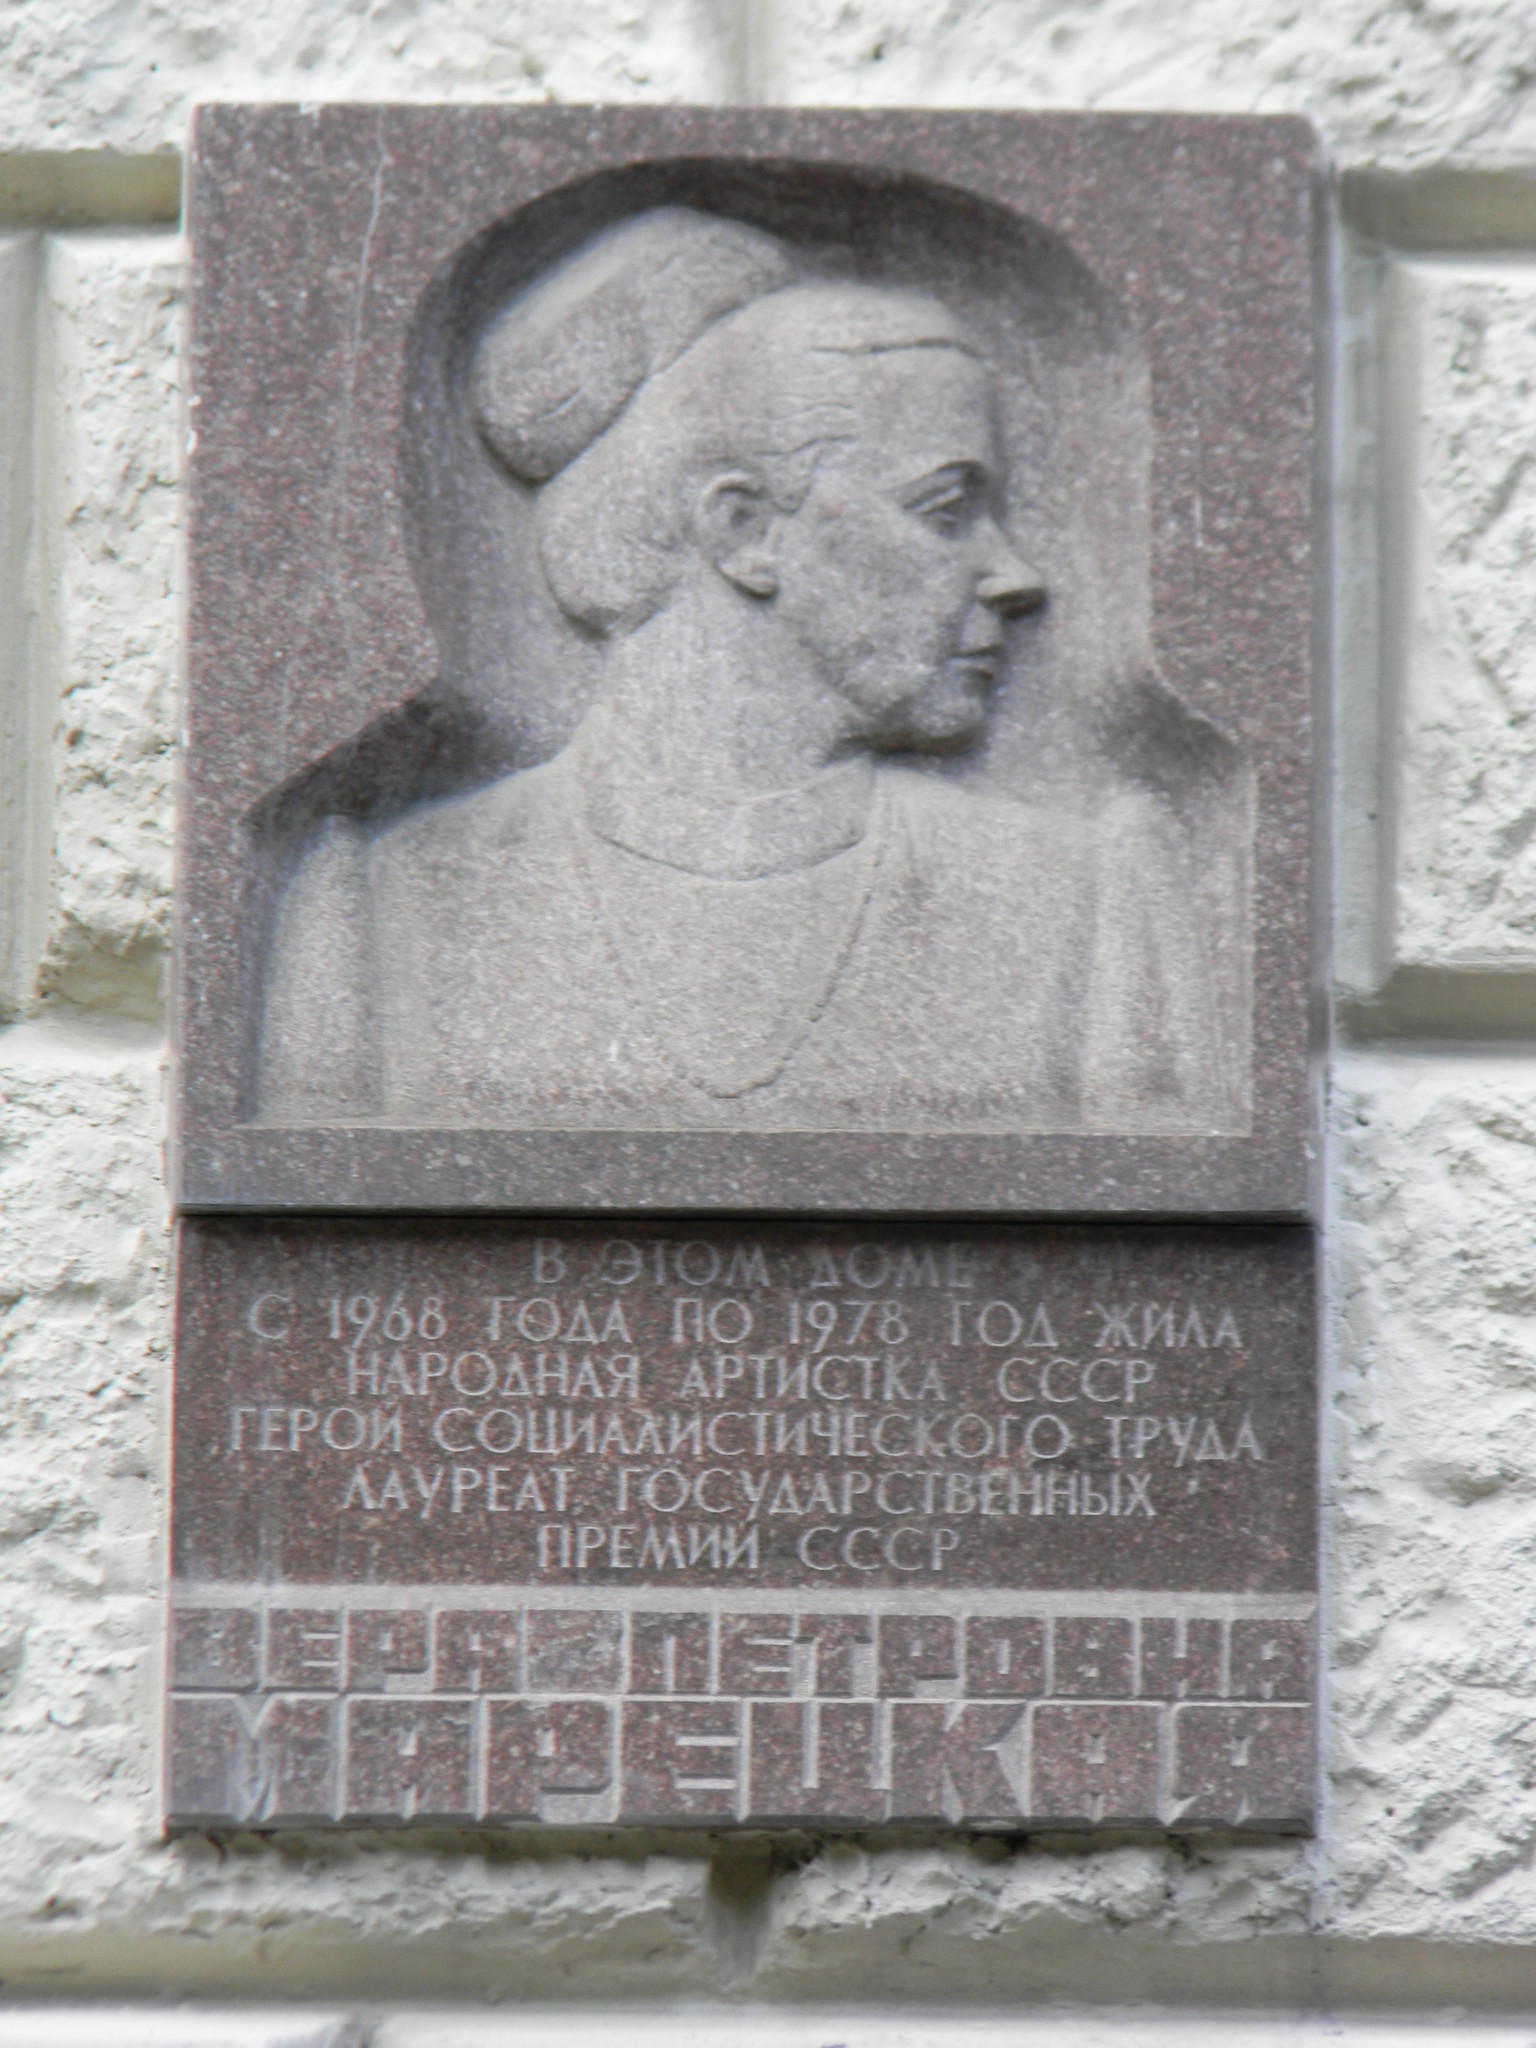 В ЭТОМ ДОМЕ
С 1968 ГОДА ПО 1978 ГОД ЖИЛА
НАРОДНАЯ АРТИСТКА СССР
ГЕРОЙ СОЦИАЛИСТИЧЕСКОГО ТРУДА
ЛАУРЕАТ ГОСУДАРСТВЕННЫХ
ПРЕМИЙ СССР
ВЕРА ПЕТРОВНА
МАРЕЦКАЯ